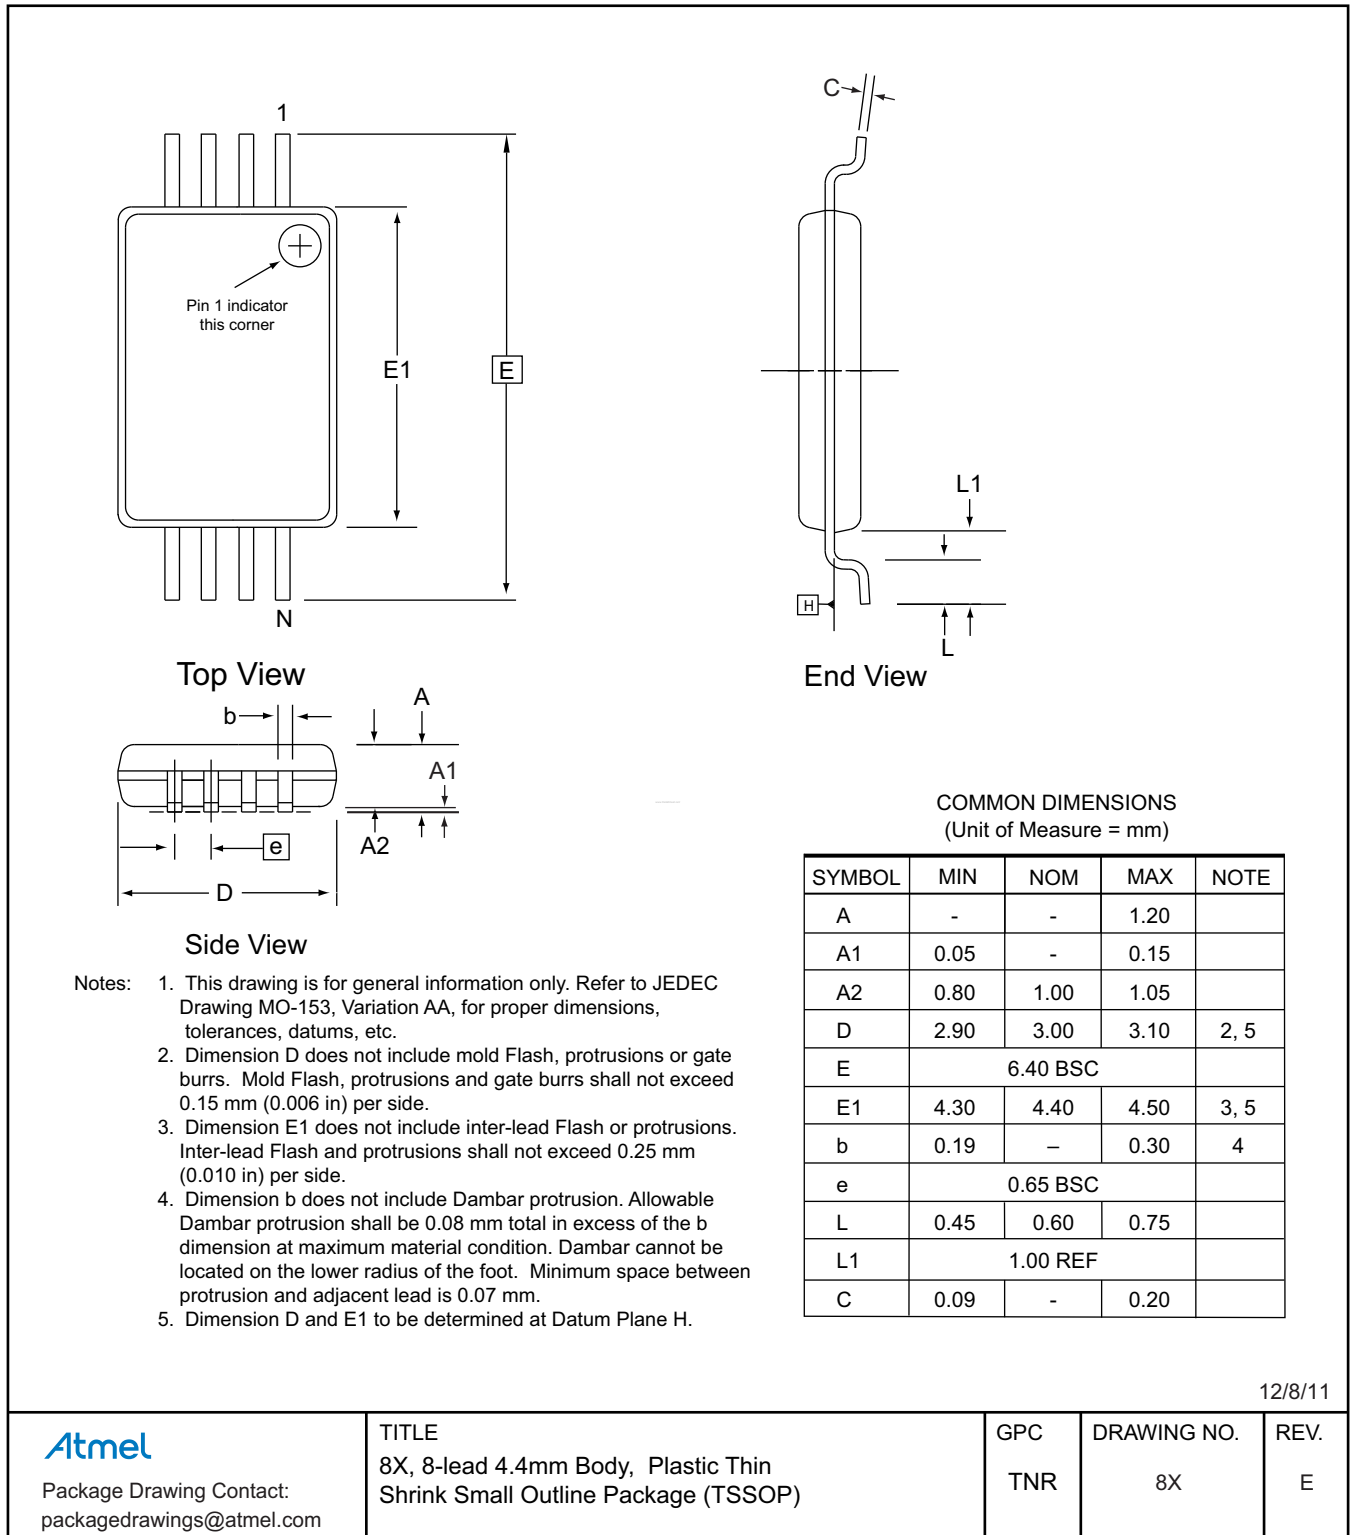 1
C
Pin 1 indicator
this corner
E1
E
L1
H
N
L
Top View
End View
b
A
A1
e
A2
D
Side View
COMMON DIMENSIONS
(Unit of Measure = mm)
SYMBOL MIN NOM MAX NOTE
A - - 1.20
A1 0.05 - 0.15
A2 0.80 1.00 1.05
D 2.90 3.00 3.10 2, 5
E 6.40 BSC
E1 4.30 4.40 4.50 3, 5
b 0.19 – 0.30 4
e 0.65 BSC
L 0.45 0.60 0.75
L1 1.00 REF
C 0.09 - 0.20
Notes: 1. This drawing is for general information only. Refer to JEDEC
Drawing MO-153, Variation AA, for proper dimensions,
tolerances, datums, etc.
2. Dimension D does not include mold Flash, protrusions or gate
burrs. Mold Flash, protrusions and gate burrs shall not exceed
0.15 mm (0.006 in) per side.
3. Dimension E1 does not include inter-lead Flash or protrusions.
Inter-lead Flash and protrusions shall not exceed 0.25 mm
(0.010 in) per side.
4. Dimension b does not include Dambar protrusion. Allowable
Dambar protrusion shall be 0.08 mm total in excess of the b
dimension at maximum material condition. Dambar cannot be
located on the lower radius of the foot. Minimum space between
protrusion and adjacent lead is 0.07 mm.
5. Dimension D and E1 to be determined at Datum Plane H.
12/8/11
Atmel
Package Drawing Contact:
packagedrawings@atmel.com
TITLE
8X, 8-lead 4.4mm Body, Plastic Thin
Shrink Small Outline Package (TSSOP)
GPC
TNR
DRAWING NO.
8X
REV.
E